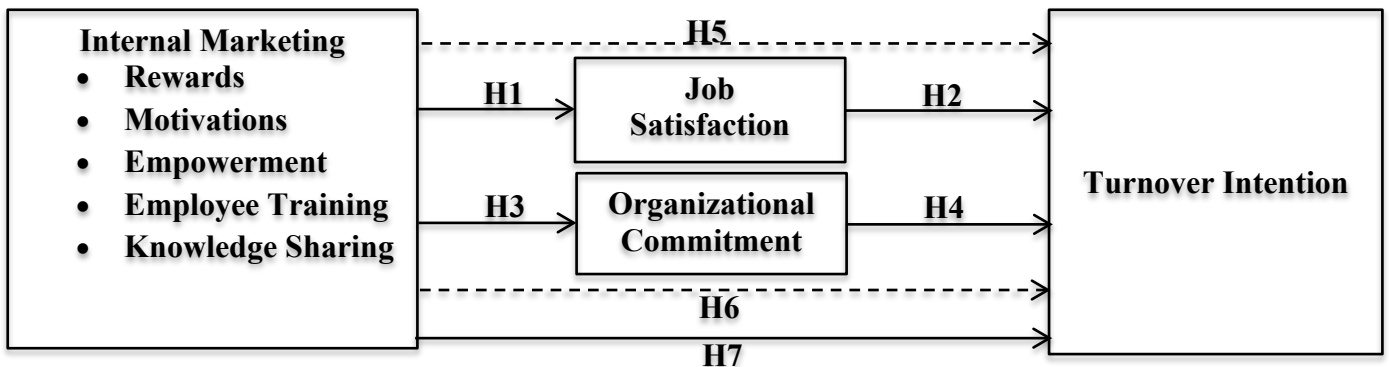 Internal Marketing
• Rewards
• Motivations
• Empowerment
• Employee Training
• Knowledge Sharing
H5
H1
Job
Satisfaction
H2
H3
Organizational
Commitment
H4
Turnover Intention
H6
H7